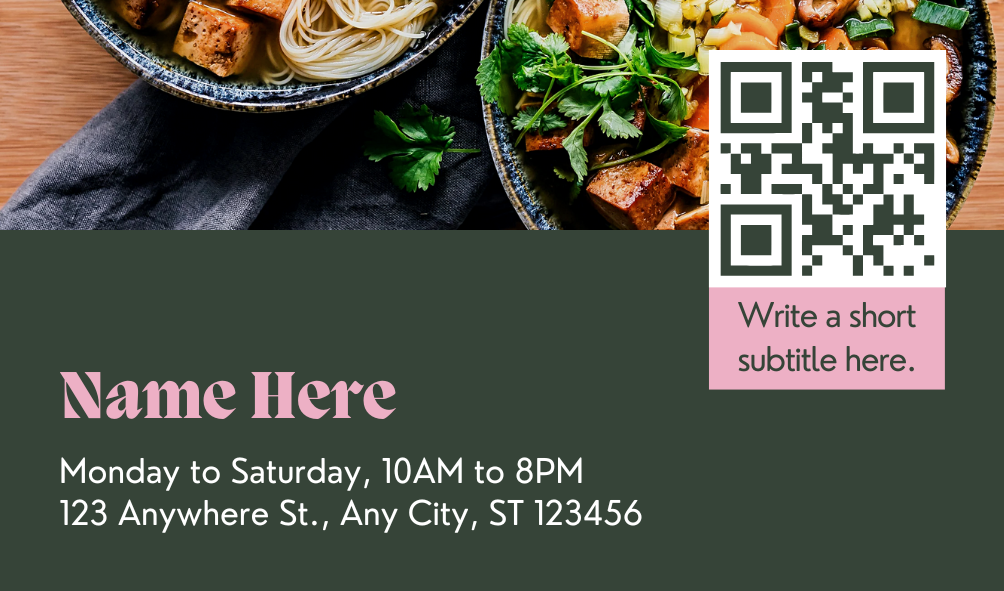 Write a short
subtitle here.
Name Here
Monday to Saturday, 10AM to 8PM
123 Anywhere St., Any City, ST 123456